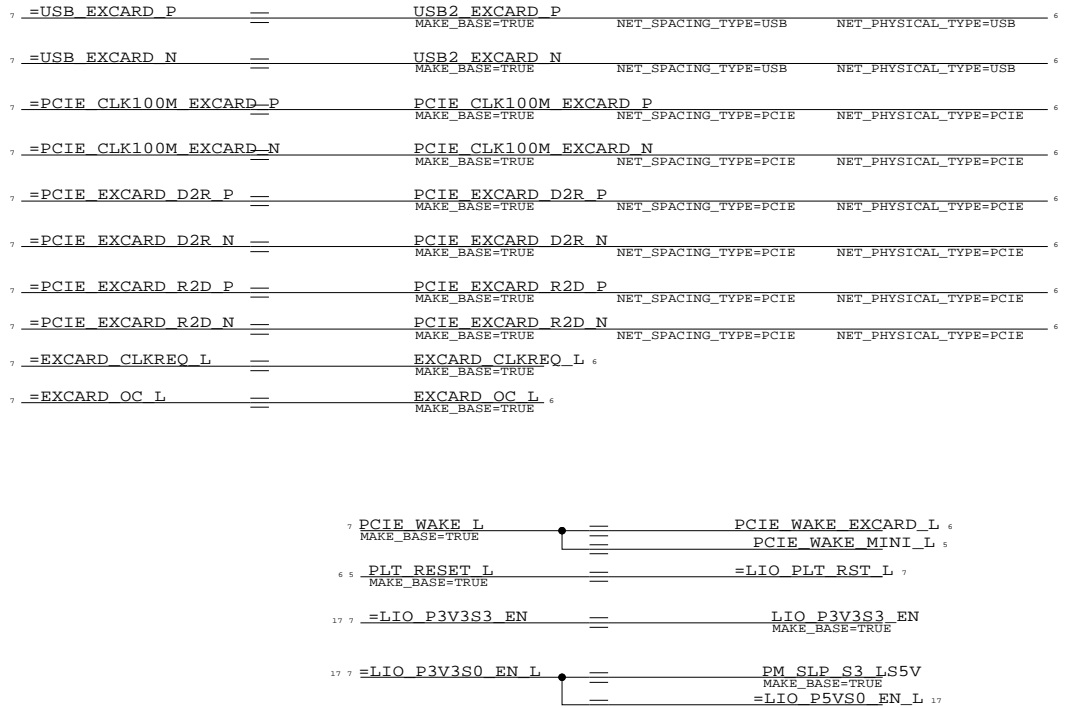 7 =USB_EXCARD_P USB2_EXCARD_P 6
MAKE_BASE=TRUE NET_SPACING_TYPE=USB NET_PHYSICAL_TYPE=USB
7 =USB_EXCARD_N USB2_EXCARD_N 6
MAKE_BASE=TRUE NET_SPACING_TYPE=USB NET_PHYSICAL_TYPE=USB
7 =PCIE_CLK100M_EXCARD_P PCIE_CLK100M_EXCARD_P 6
MAKE_BASE=TRUE NET_SPACING_TYPE=PCIE NET_PHYSICAL_TYPE=PCIE
7 =PCIE_CLK100M_EXCARD_N PCIE_CLK100M_EXCARD_N 6
MAKE_BASE=TRUE NET_SPACING_TYPE=PCIE NET_PHYSICAL_TYPE=PCIE
7 =PCIE_EXCARD_D2R_P PCIE_EXCARD_D2R_P 6
MAKE_BASE=TRUE NET_SPACING_TYPE=PCIE NET_PHYSICAL_TYPE=PCIE
7 =PCIE_EXCARD_D2R_N PCIE_EXCARD_D2R_N 6
MAKE_BASE=TRUE NET_SPACING_TYPE=PCIE NET_PHYSICAL_TYPE=PCIE
7 =PCIE_EXCARD_R2D_P PCIE_EXCARD_R2D_P 6
MAKE_BASE=TRUE NET_SPACING_TYPE=PCIE NET_PHYSICAL_TYPE=PCIE
7 =PCIE_EXCARD_R2D_N PCIE_EXCARD_R2D_N 6
MAKE_BASE=TRUE NET_SPACING_TYPE=PCIE NET_PHYSICAL_TYPE=PCIE
7 =EXCARD_CLKREQ_L EXCARD_CLKREQ_L 6
MAKE_BASE=TRUE
7 =EXCARD_OC_L EXCARD_OC_L 6
MAKE_BASE=TRUE
7 PCIE_WAKE_L PCIE_WAKE_EXCARD_L 6
MAKE_BASE=TRUE
PCIE_WAKE_MINI_L 5
6 5 PLT_RESET_L =LIO_PLT_RST_L 7
MAKE_BASE=TRUE
17 7 =LIO_P3V3S3_EN LIO_P3V3S3_EN
MAKE_BASE=TRUE
17 7 =LIO_P3V3S0_EN_L PM_SLP_S3_LS5V
MAKE_BASE=TRUE
=LIO_P5VS0_EN_L 17